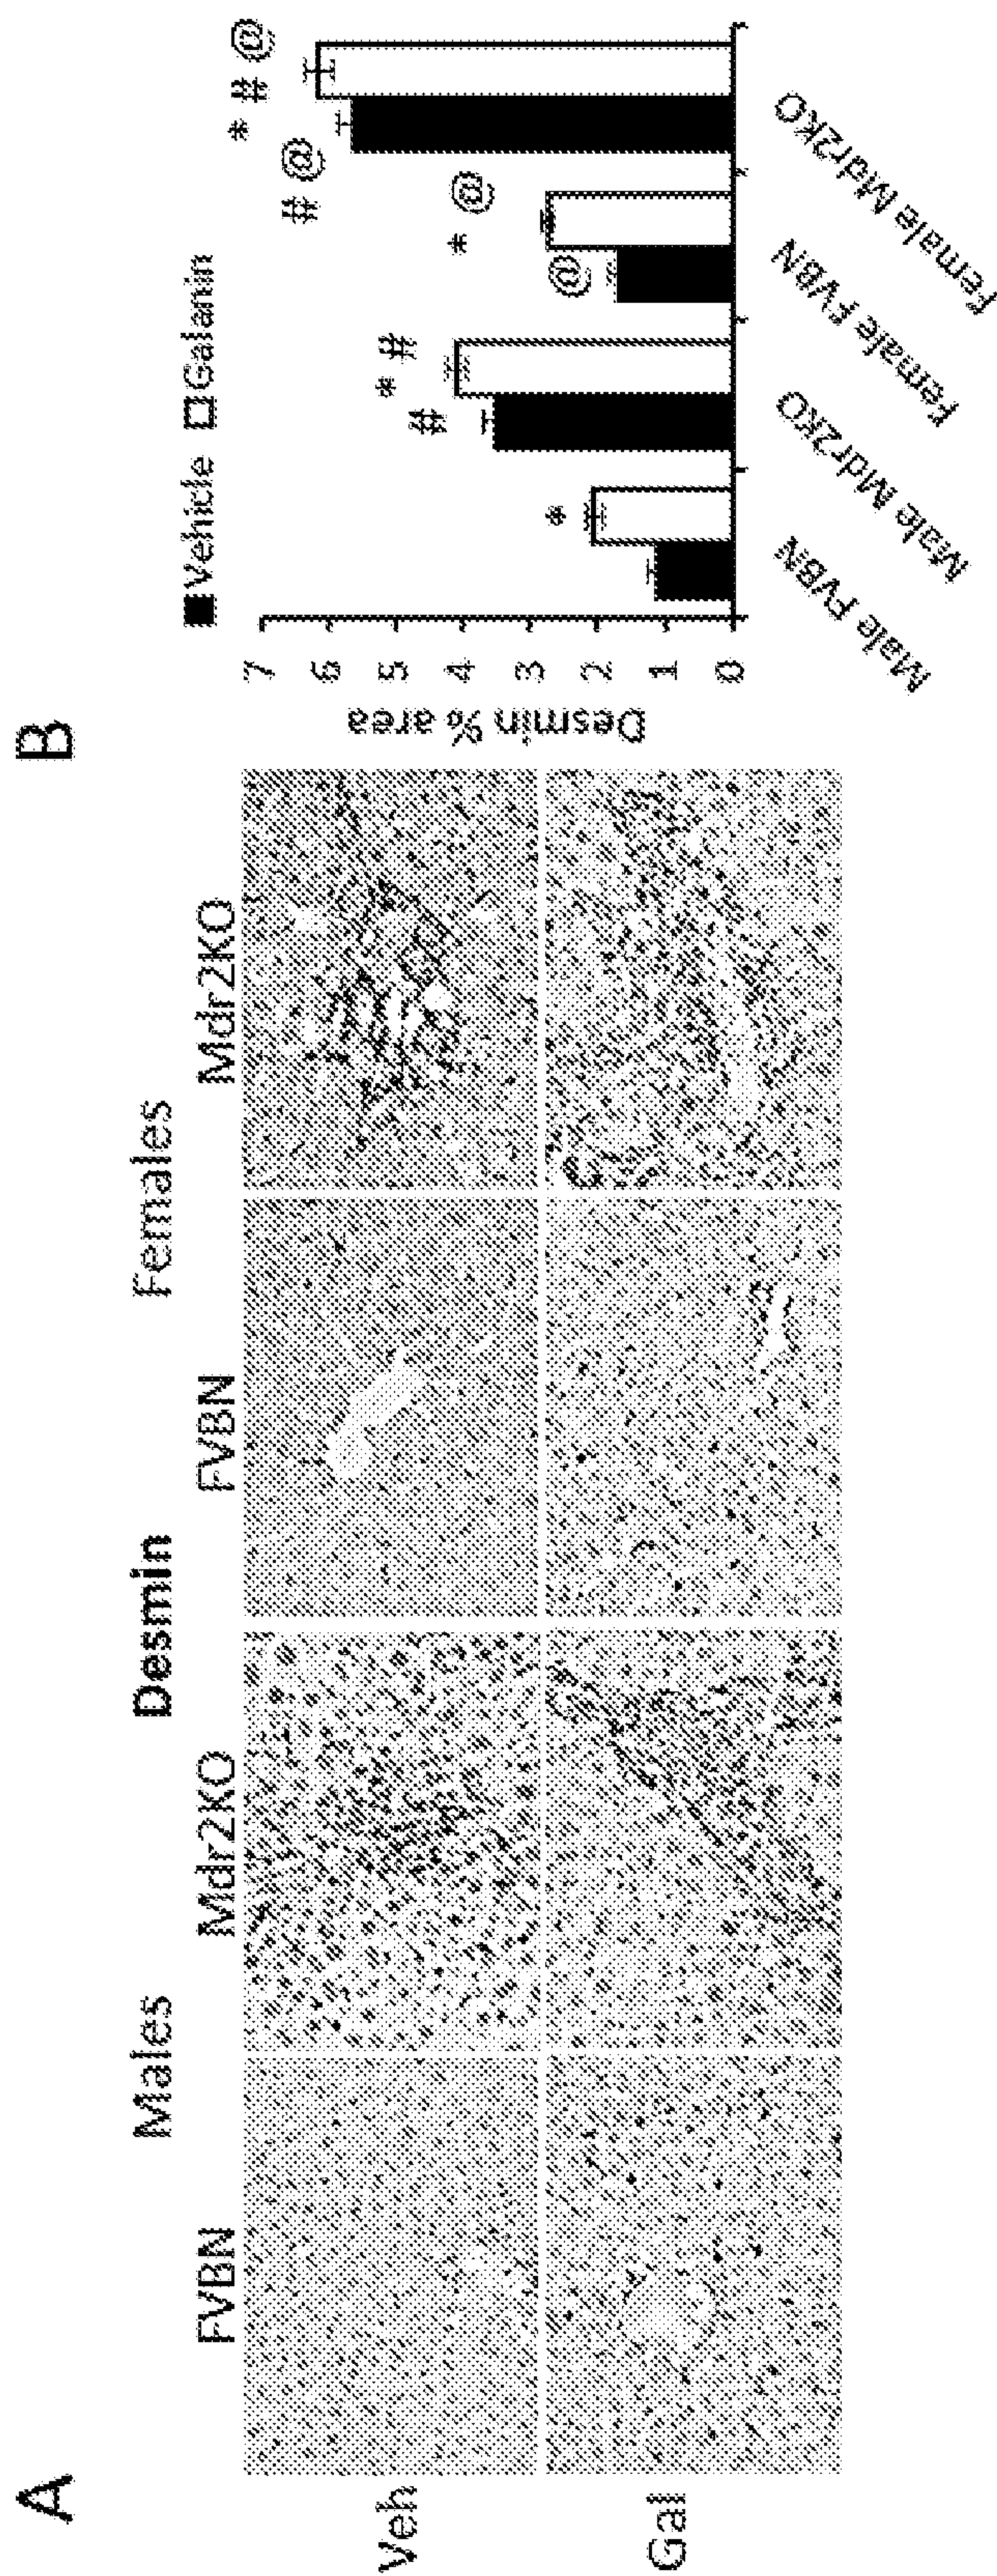 A
Desmin
Males
Females
FVBN
Mdr2KO
FVBN
Mdr2KO
Veh
Gal
B
Vehicle
Galanin
Desmin % area
7
6
5
4
3
2
1
0
*
#
* #
@
* @
# @
* # @
Male FVBN
Male Mdr2KO
Female FVBN
Female Mdr2KO